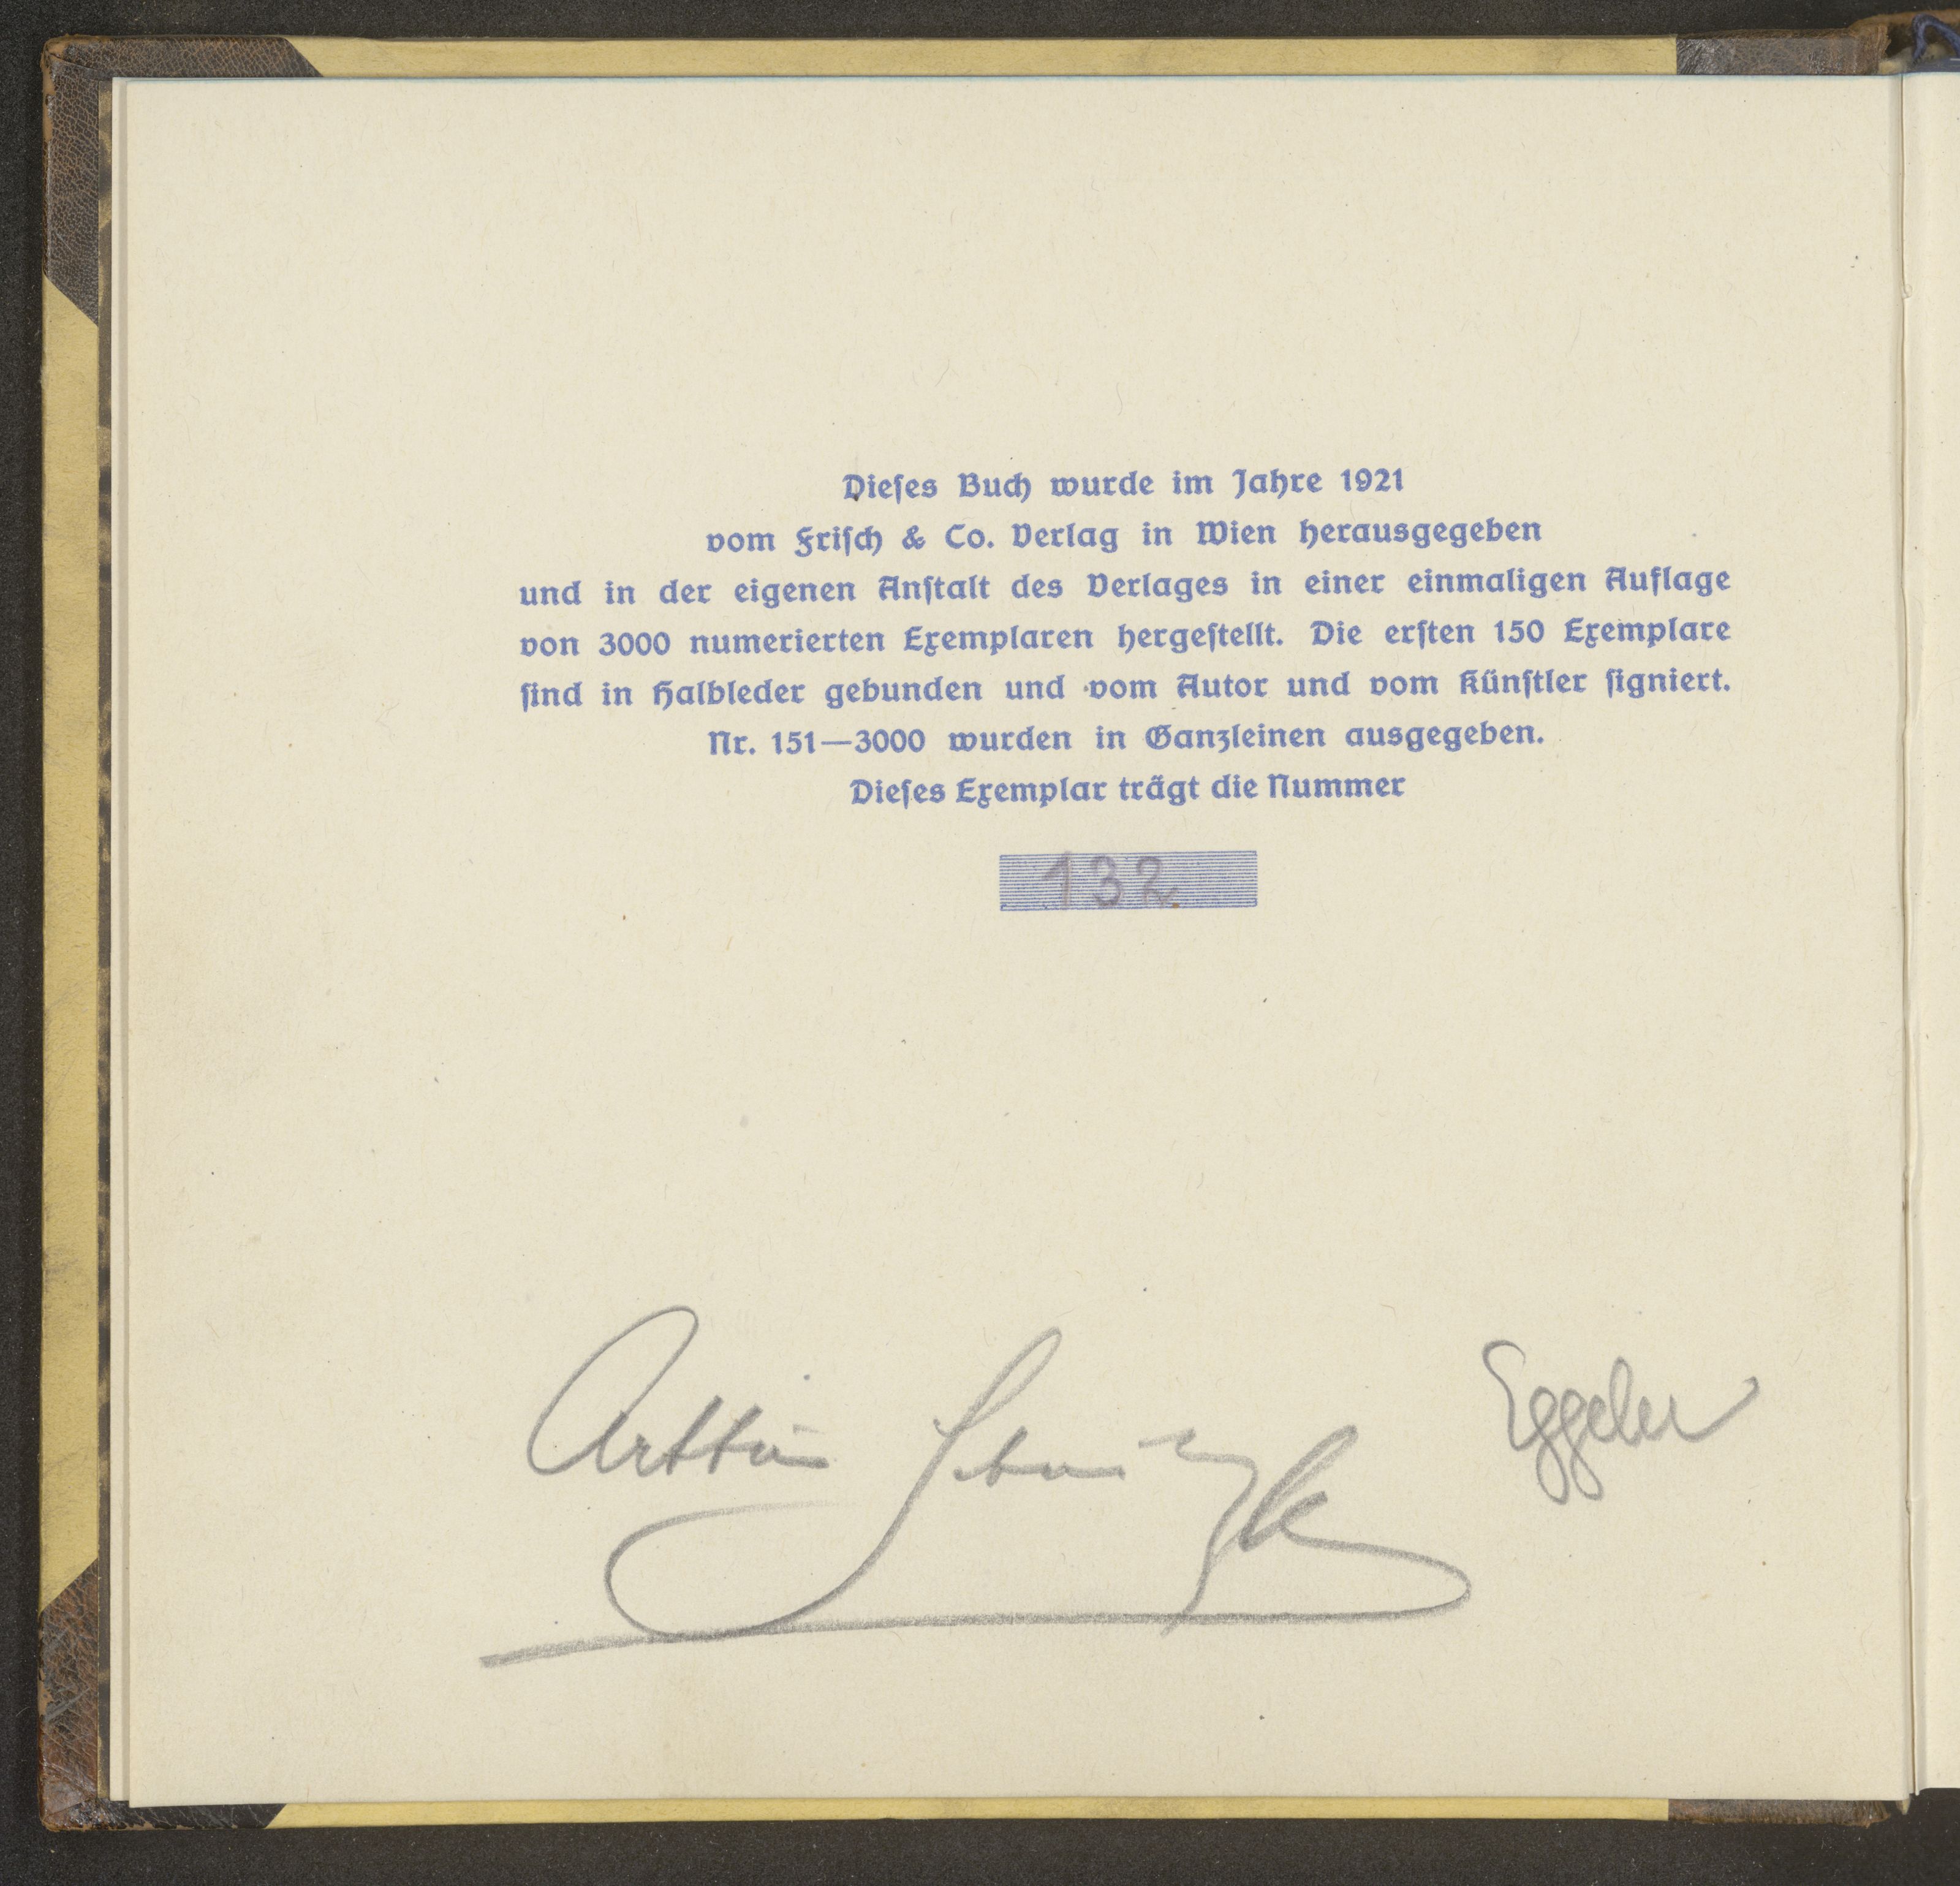 Dieſes Buch wurde im Jahre 1921
vom Friſch & Co. Verlag in Wien herausgegeben
und in der eigenen Anſtalt des Verlages in einer einmaligen Auflage
von 3000 numerierten Exemplaren hergeſtellt. Die erſten 150 Exemplare
ſind in Halbleder gebunden und vom Autor und vom Künſtler ſigniert.
Nr. 151—3000 wurden in Ganzleinen ausgegeben.
Dieſes Exemplar trägt die Nummer
132.
Arthur Schnitzler
Eggeler